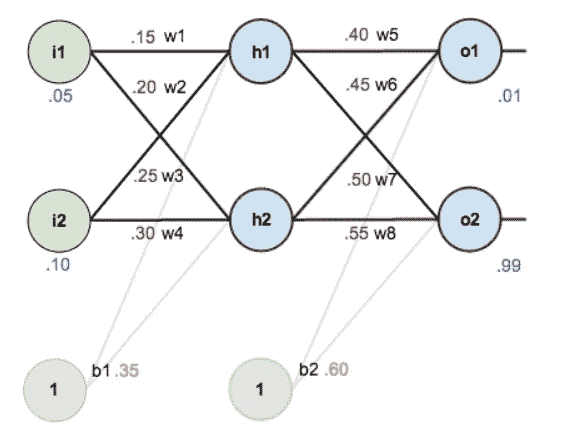 .15 w1
.40 w5
i1
h1
o1
.20 w2
.45 w6
.05
.01
.25 w3
.50 w7
i2
h2
o2
.30 w4
.55 w8
.10
.99
b1 .35
b2 .60
1
1